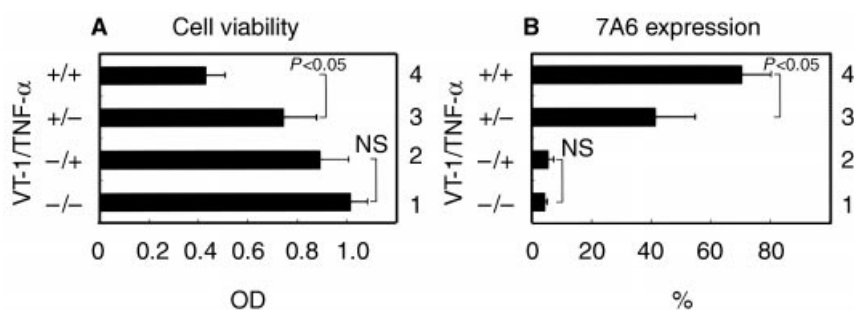 A Cell viability
VT-1/TNF-α
+/+
+/−
−/+
−/−
P<0.05
NS
4
3
2
1
0 0.2 0.4 0.6 0.8 1.0
OD
B 7A6 expression
VT-1/TNF-α
+/+
+/−
−/+
−/−
P<0.05
NS
4
3
2
1
0 20 40 60 80
%